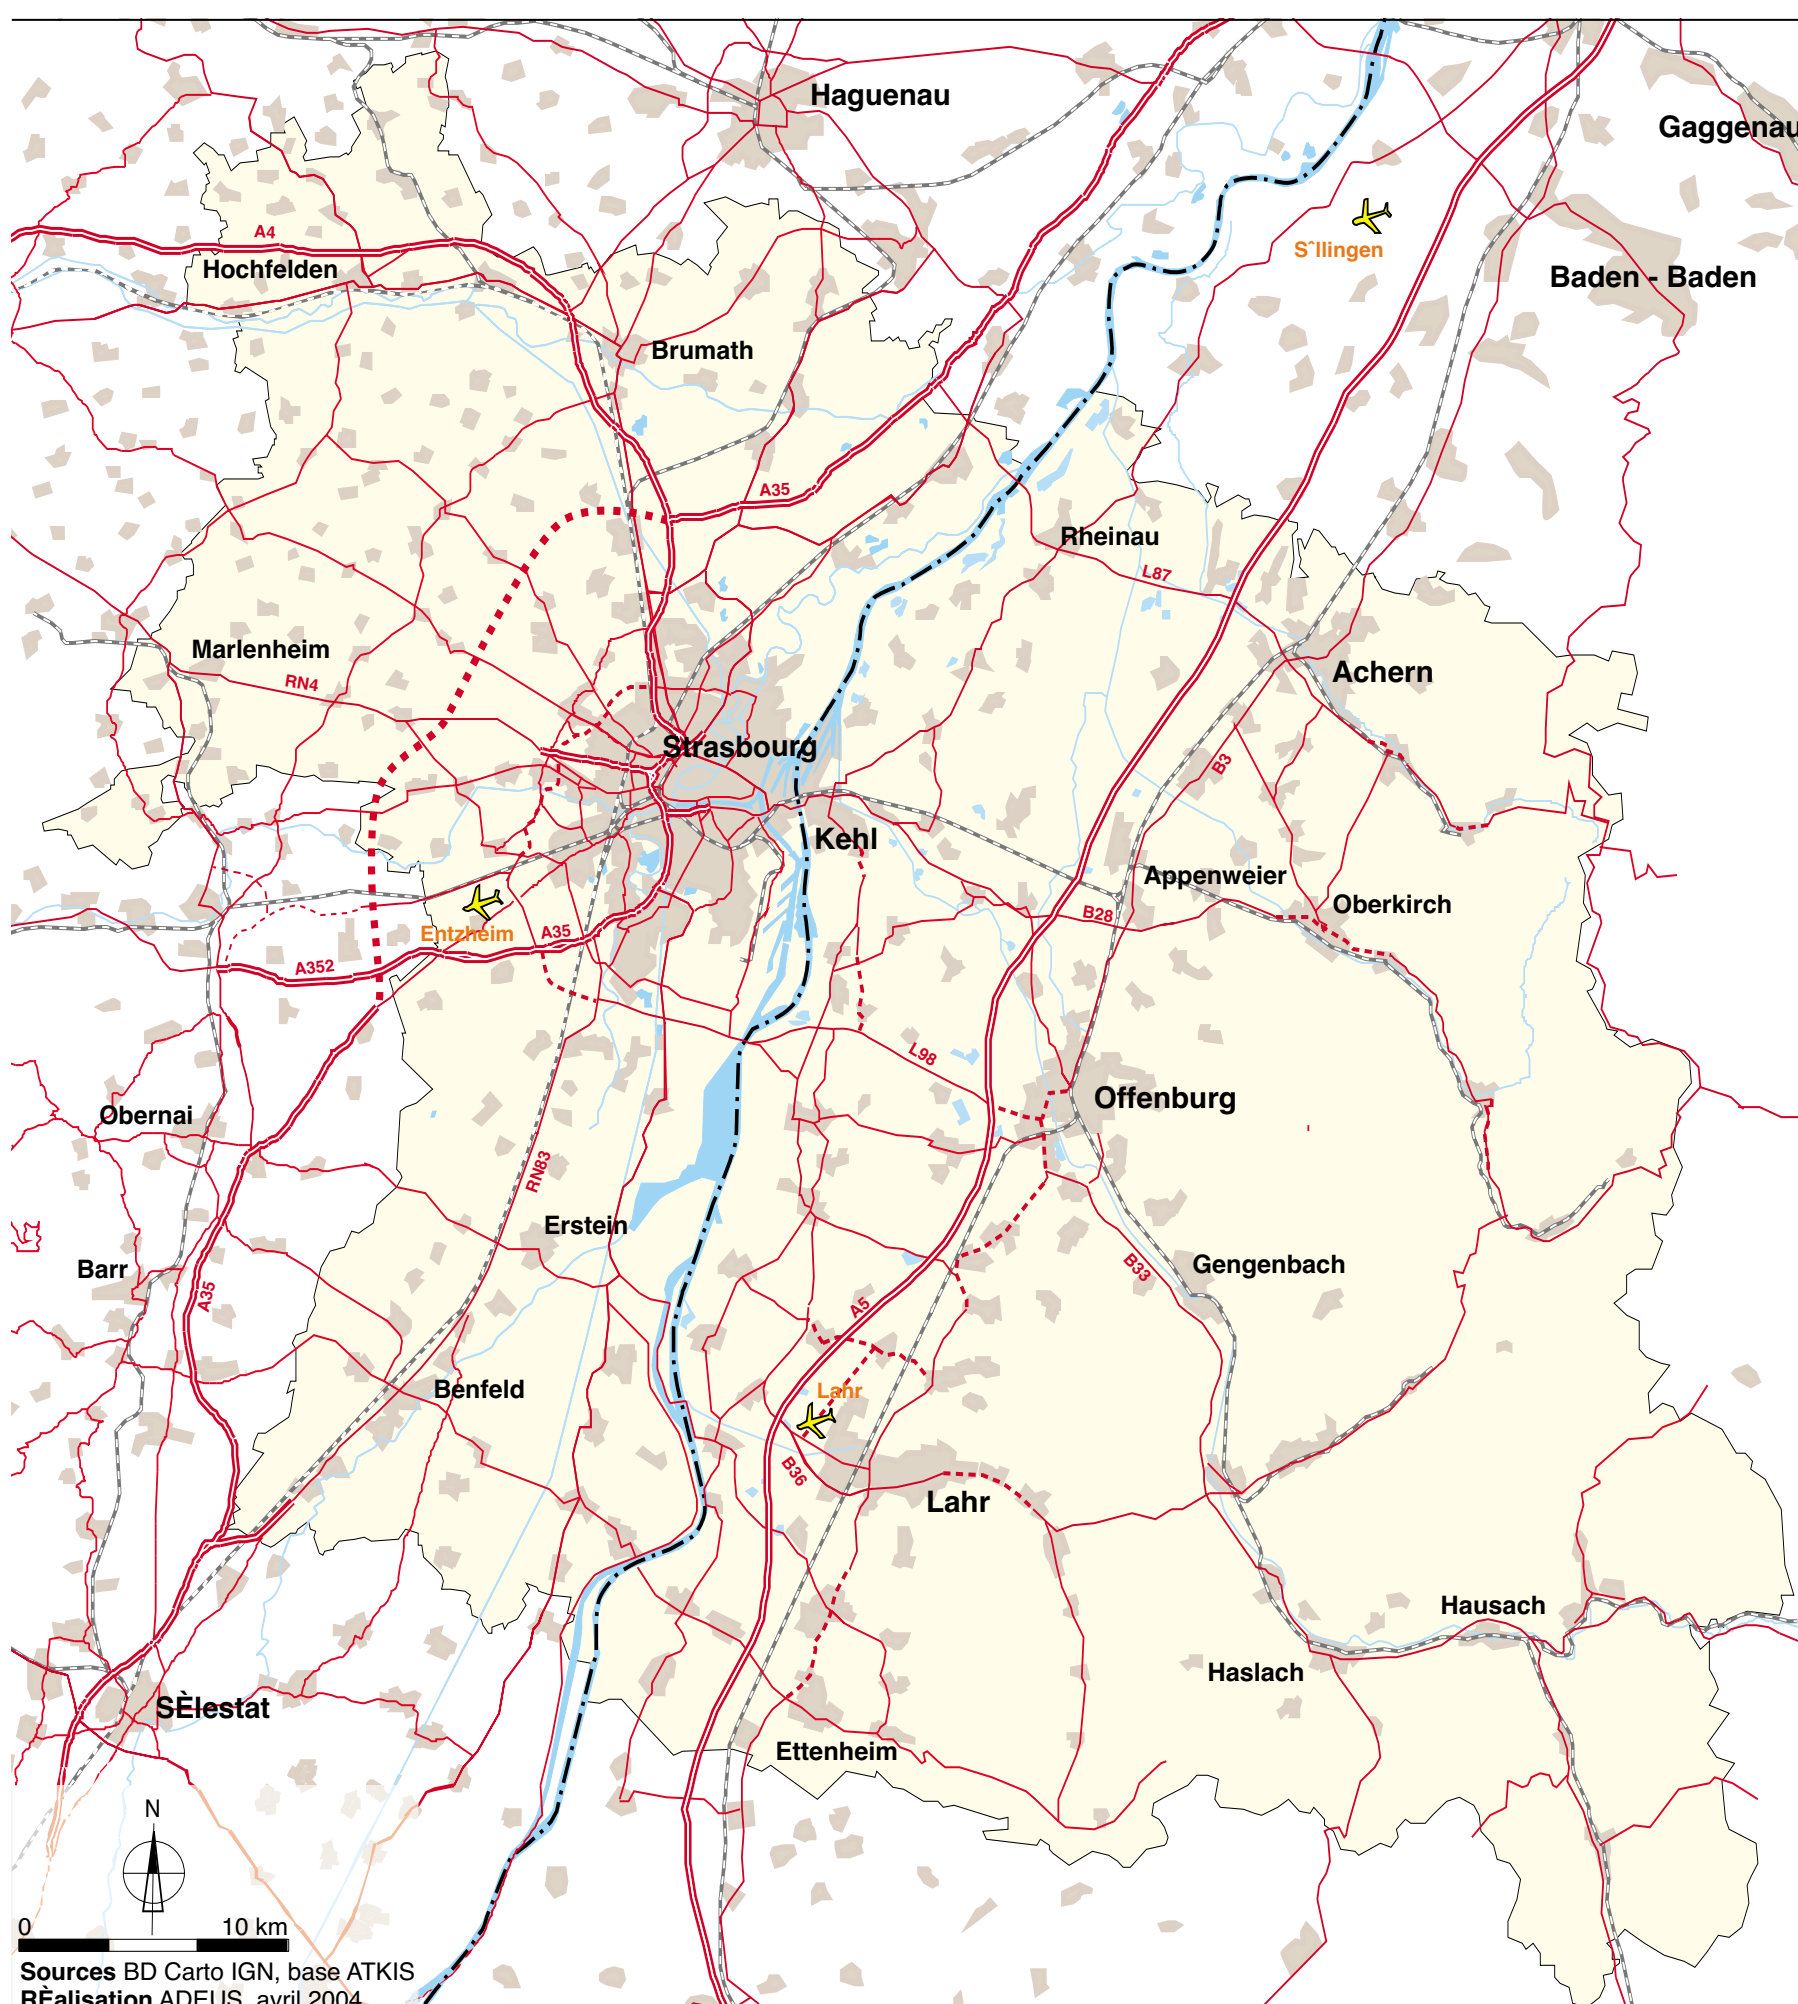 Haguenau
Gaggenau
A4
Hochfelden
Sˆllingen
Baden - Baden
Brumath
A35
Rheinau
L87
Marlenheim
RN4
Achern
Strasbourg
B3
Kehl
Appenweier
Oberkirch
B28
Entzheim
A35
A352
L98
Offenburg
Obernai
RN83
Erstein
Barr
Gengenbach
B33
A35
A5
Benfeld
Lahr
B36
Lahr
Hausach
Haslach
SÈlestat
Ettenheim
N
0 10 km
Sources BD Carto IGN, base ATKIS
RÈalisation ADEUS, avril 2004